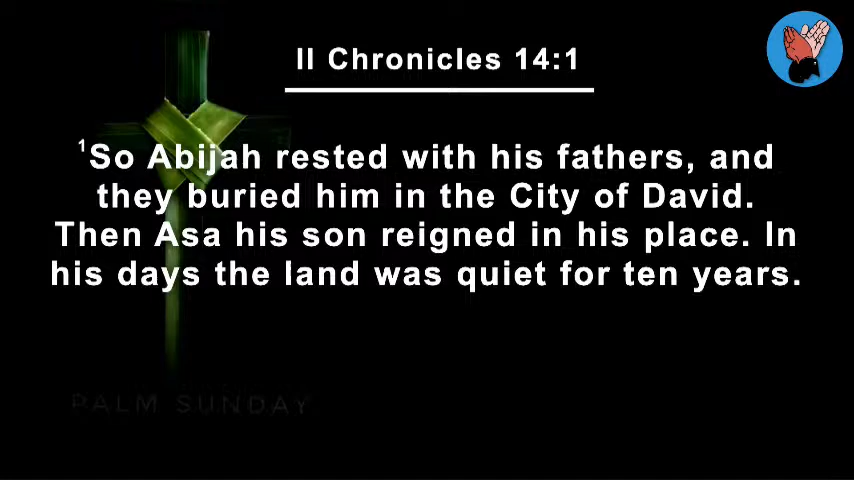 II Chronicles 14:1
1So Abijah rested with his fathers, and
they buried him in the City of David.
Then Asa his son reigned in his place. In
his days the land was quiet for ten years.
PALM SUNDAY